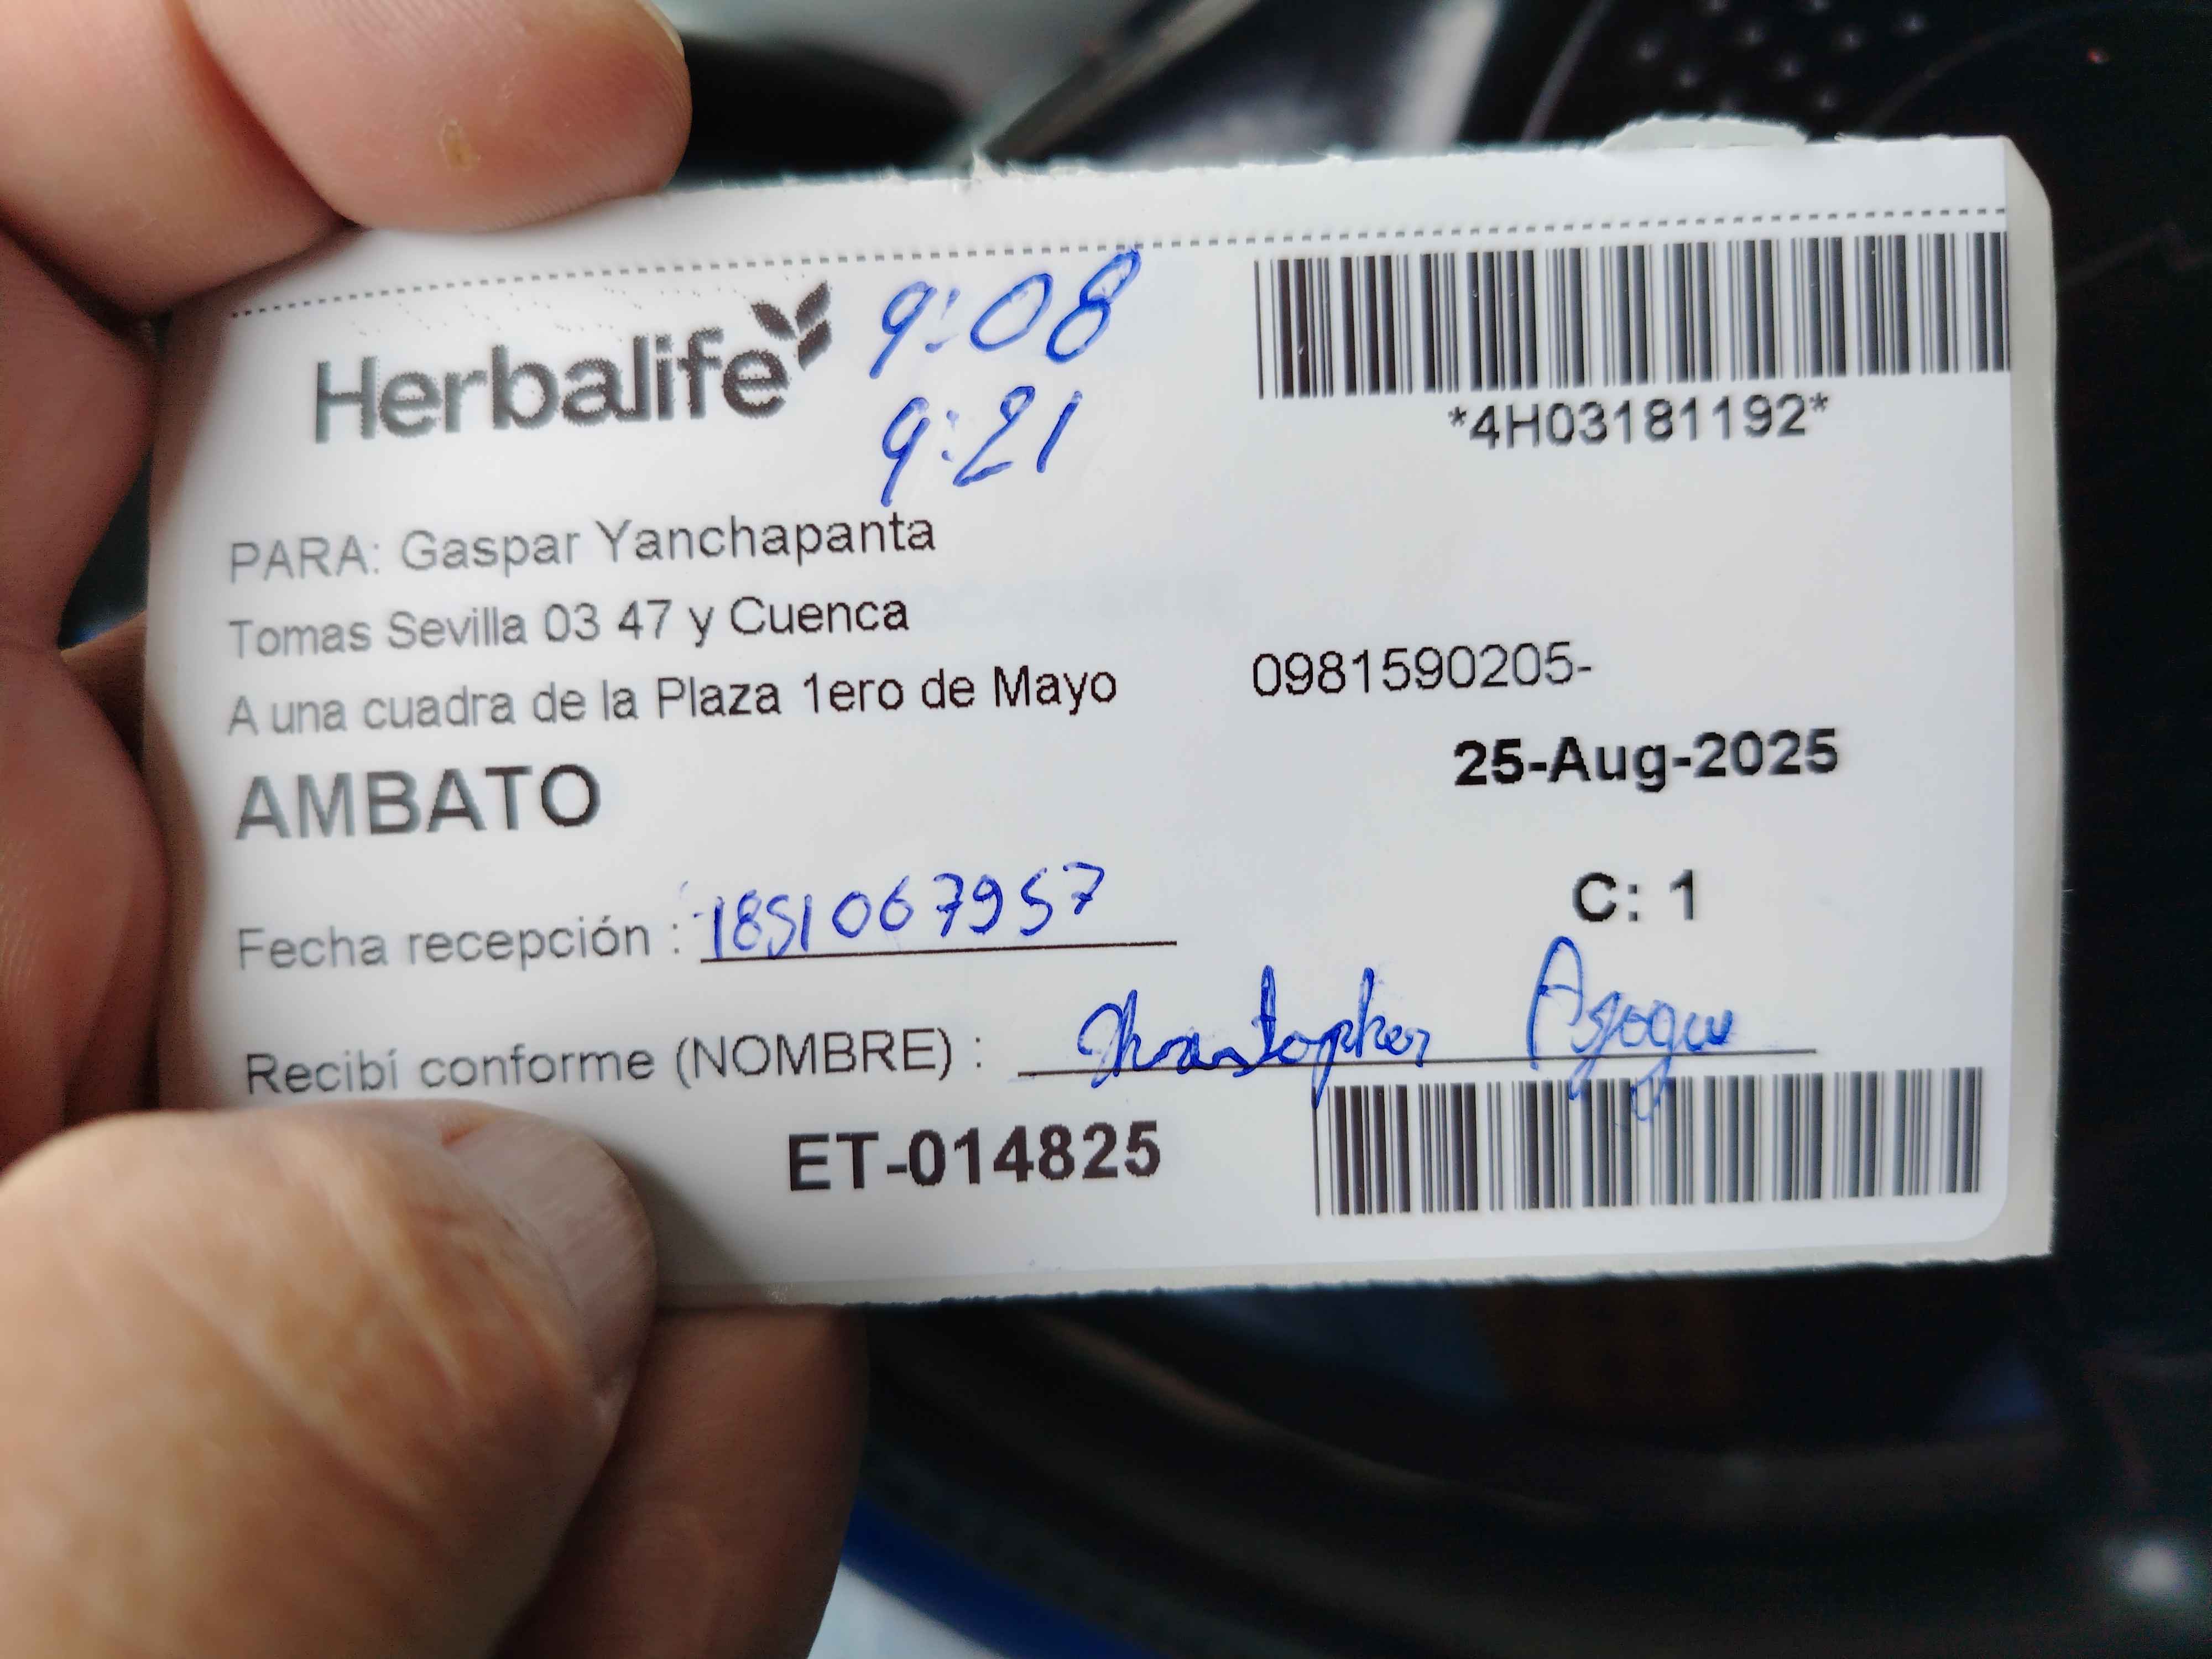 Herbalife
9:08
9:21
*4H03181192*
PARA: Gaspar Yanchapanta
Tomas Sevilla 03 47 y Cuenca
A una cuadra de la Plaza 1ero de Mayo
0981590205-
AMBATO
25-Aug-2025
C: 1
Fecha recepción : 1851067957
Recibí conforme (NOMBRE) :
ET-014825